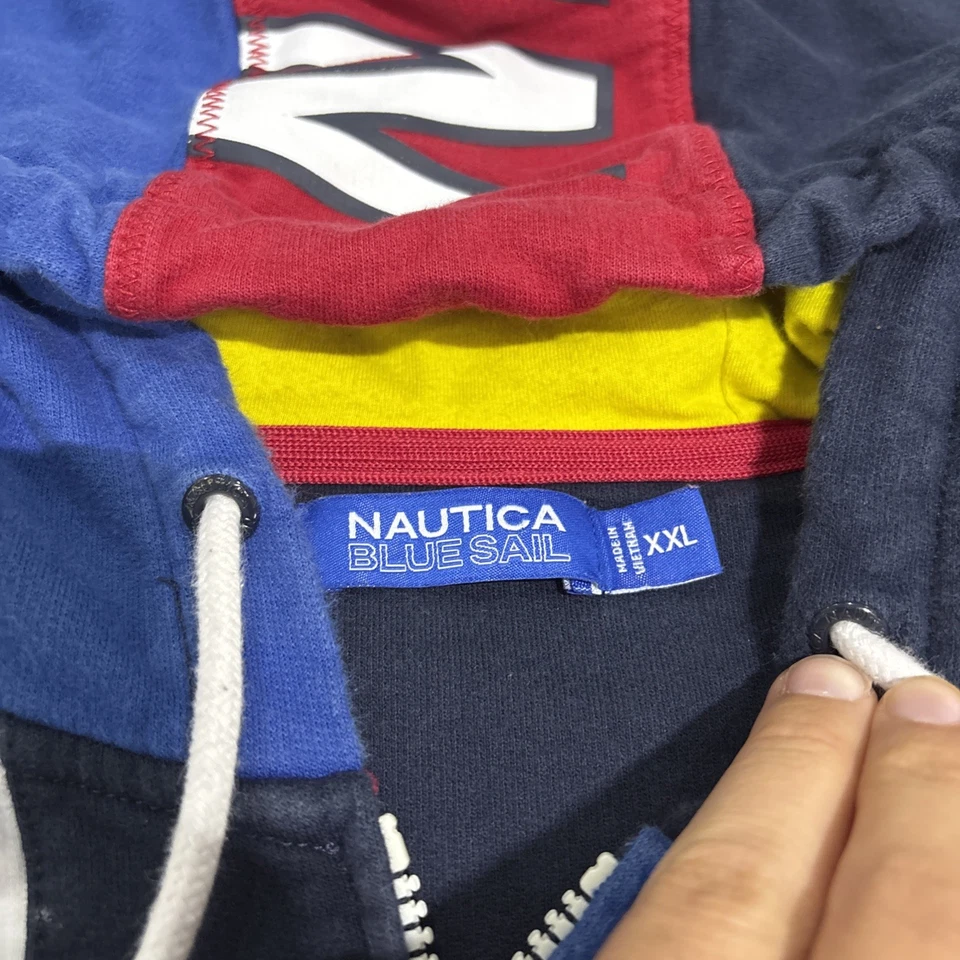 NAUTICA
BLUE SAIL
MADE IN
VIETNAM
XXL